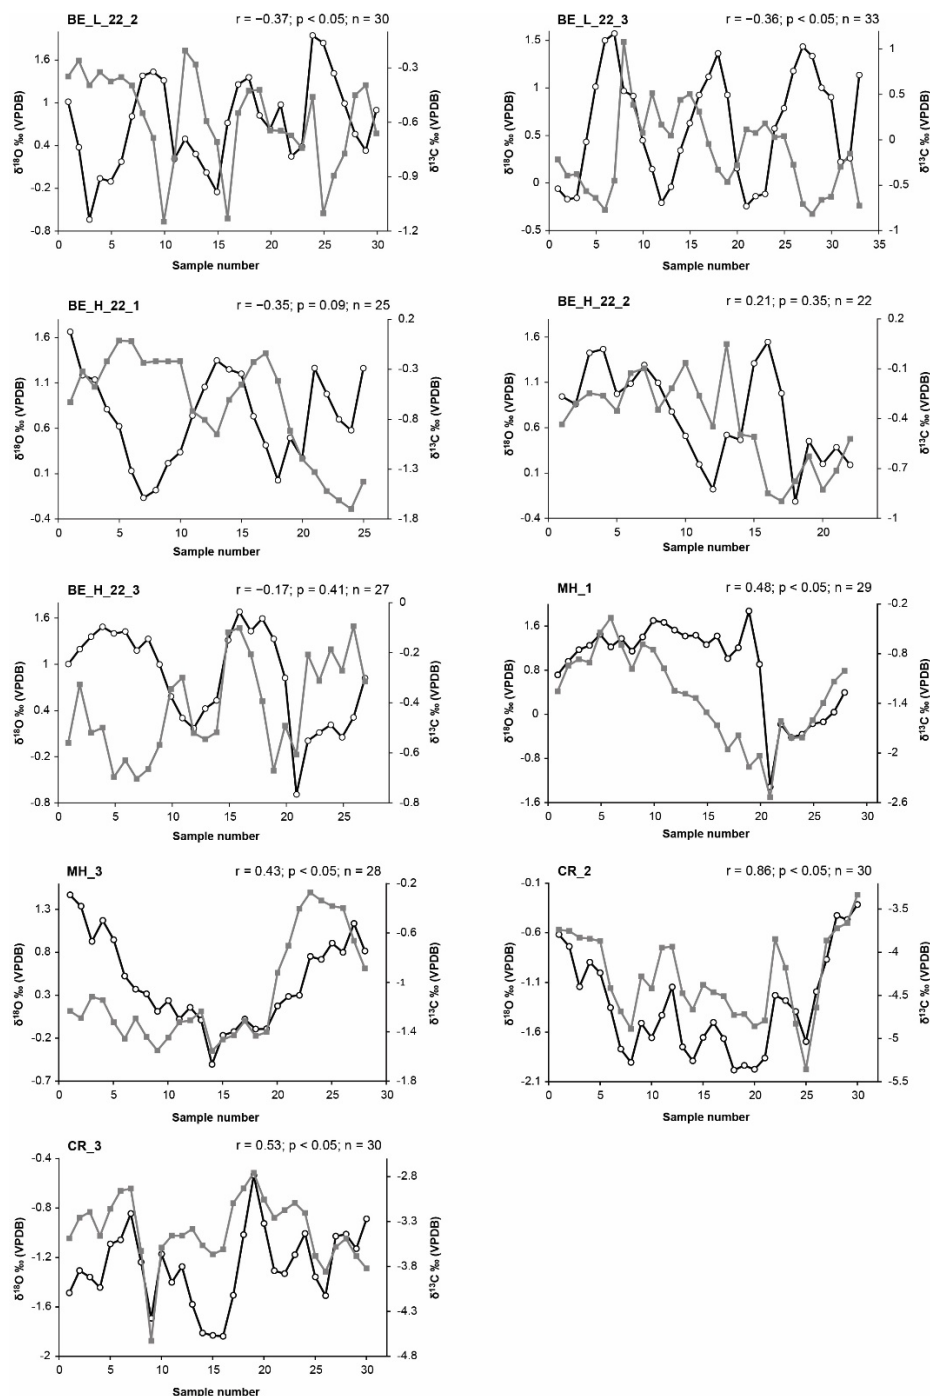 BE_L_22_2
r = −0.37; p < 0.05; n = 30
δ¹⁸O ‰ (VPDB)
1.6
1
0.4
-0.2
-0.8
-0.3
-0.6
-0.9
-1.2
δ¹³C ‰ (VPDB)
0 5 10 15 20 25 30
Sample number
BE_L_22_3
r = −0.36; p < 0.05; n = 33
δ¹⁸O ‰ (VPDB)
1.5
1
0.5
0
-0.5
1
0.5
0
-0.5
-1
δ¹³C ‰ (VPDB)
0 5 10 15 20 25 30 35
Sample number
BE_H_22_1
r = −0.35; p = 0.09; n = 25
δ¹⁸O ‰ (VPDB)
1.6
1.1
0.6
0.1
-0.4
0.2
-0.3
-0.8
-1.3
-1.8
δ¹³C ‰ (VPDB)
0 5 10 15 20 25
Sample number
BE_H_22_2
r = 0.21; p = 0.35; n = 22
δ¹⁸O ‰ (VPDB)
1.6
1.1
0.6
0.1
-0.4
0.2
-0.1
-0.4
-0.7
-1
δ¹³C ‰ (VPDB)
0 5 10 15 20
Sample number
BE_H_22_3
r = −0.17; p = 0.41; n = 27
δ¹⁸O ‰ (VPDB)
1.6
1
0.4
-0.2
-0.8
0
-0.2
-0.4
-0.6
-0.8
δ¹³C ‰ (VPDB)
0 5 10 15 20 25
Sample number
MH_1
r = 0.48; p < 0.05; n = 29
δ¹⁸O ‰ (VPDB)
1.6
0.8
0
-0.8
-1.6
-0.2
-0.8
-1.4
-2
-2.6
δ¹³C ‰ (VPDB)
0 5 10 15 20 25 30
Sample number
MH_3
r = 0.43; p < 0.05; n = 28
δ¹⁸O ‰ (VPDB)
1.3
0.8
0.3
-0.2
-0.7
-0.2
-0.6
-1
-1.4
-1.8
δ¹³C ‰ (VPDB)
0 5 10 15 20 25
Sample number
CR_2
r = 0.86; p < 0.05; n = 30
δ¹⁸O ‰ (VPDB)
-0.1
-0.6
-1.1
-1.6
-2.1
-3.5
-4
-4.5
-5
-5.5
δ¹³C ‰ (VPDB)
0 5 10 15 20 25 30
Sample number
CR_3
r = 0.53; p < 0.05; n = 30
δ¹⁸O ‰ (VPDB)
-0.4
-0.8
-1.2
-1.6
-2
-2.8
-3.3
-3.8
-4.3
-4.8
δ¹³C ‰ (VPDB)
0 5 10 15 20 25 30
Sample number